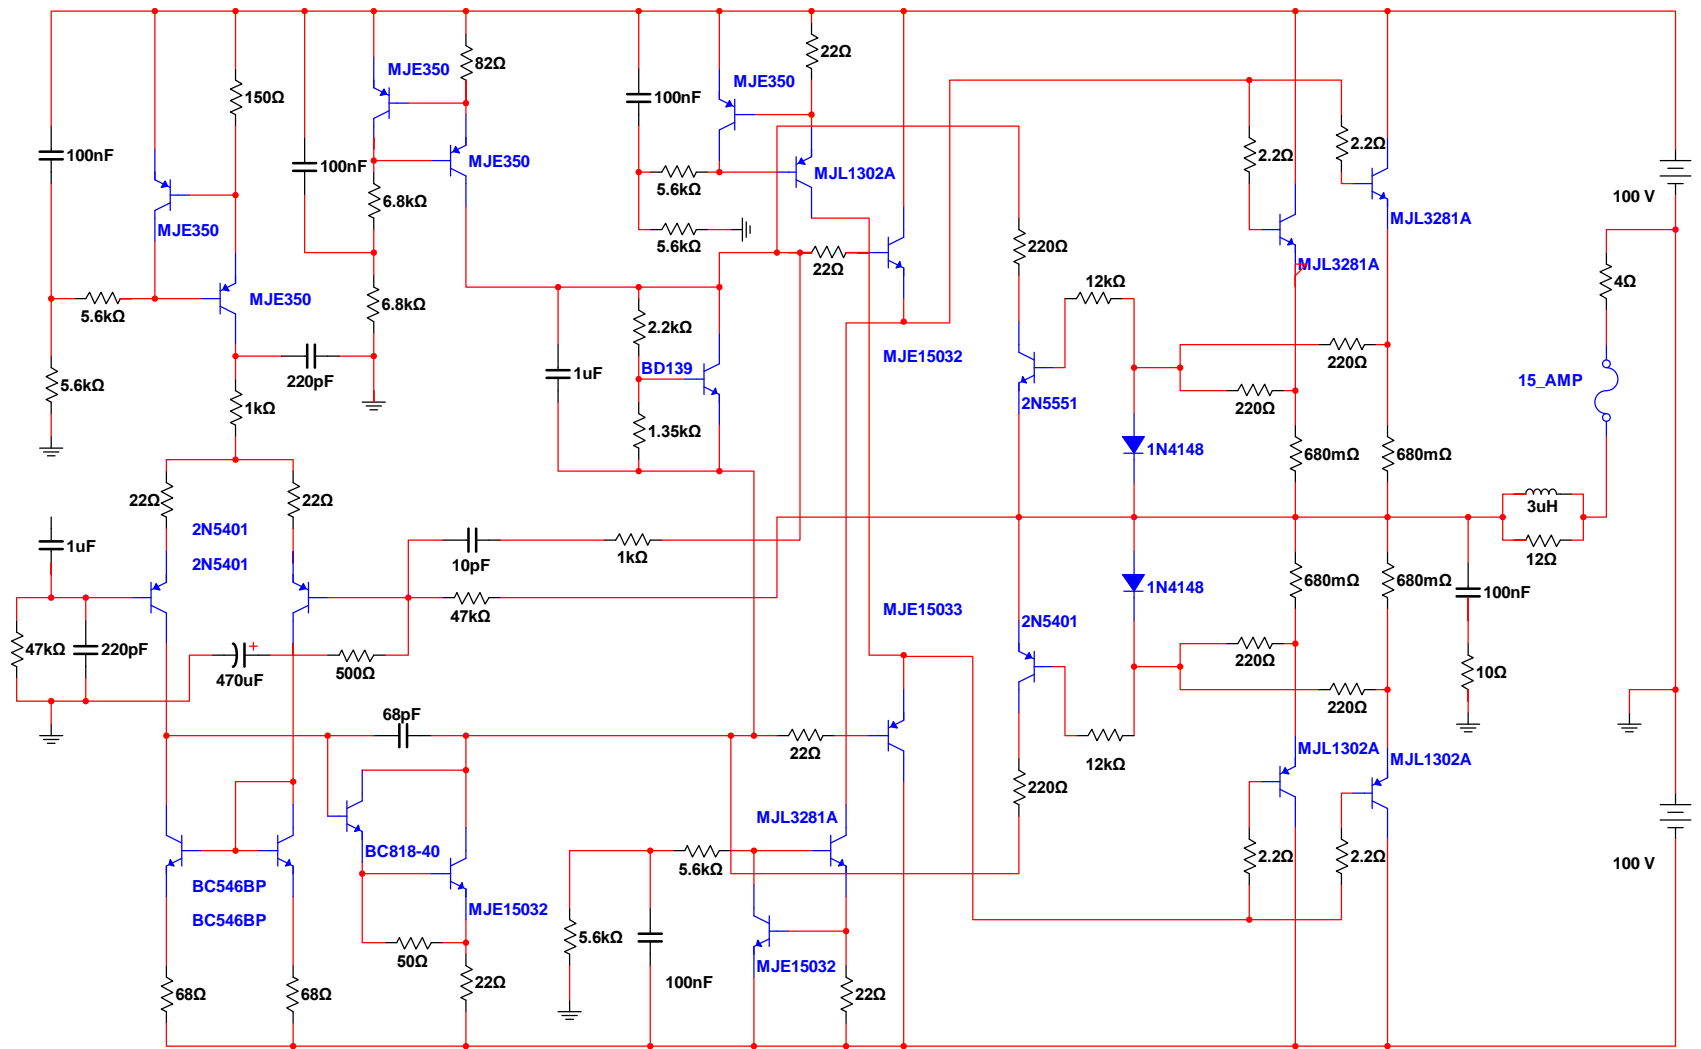 22Ω
82Ω
MJE350
MJE350
150Ω
100nF
2.2Ω
2.2Ω
100nF
100nF
MJE350
MJL1302A
5.6kΩ
100 V
6.8kΩ
MJL3281A
MJE350
5.6kΩ
220Ω
22Ω
MJL3281A
12kΩ
4Ω
MJE350
5.6kΩ
6.8kΩ
2.2kΩ
MJE15032
220Ω
BD139
1uF
220pF
5.6kΩ
15_AMP
1kΩ
2N5551
220Ω
1.35kΩ
1N4148
680mΩ
680mΩ
22Ω
22Ω
3uH
2N5401
1uF
1kΩ
12Ω
2N5401
10pF
1N4148
680mΩ
680mΩ
100nF
47kΩ
MJE15033
2N5401
47kΩ
220pF
220Ω
470uF
500Ω
10Ω
220Ω
68pF
22Ω
12kΩ
MJL1302A
MJL1302A
220Ω
MJL3281A
BC818-40
5.6kΩ
2.2Ω
2.2Ω
100 V
BC546BP
MJE15032
BC546BP
5.6kΩ
50Ω
MJE15032
100nF
68Ω
68Ω
22Ω
22Ω